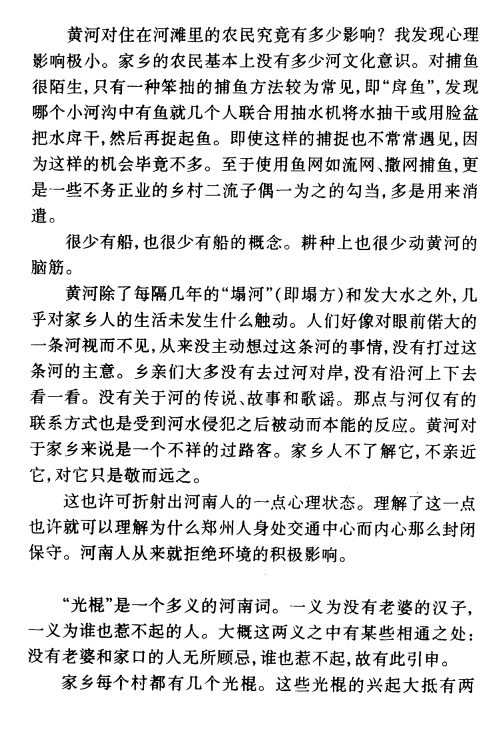 黄河对住在河滩里的农民究竟有多少影响？我发现心理
影响极小。家乡的农民基本上没有多少河文化意识。对捕鱼
很陌生，只有一种笨拙的捕鱼方法较为常见，即“戽鱼”，发现
哪个小河沟中有鱼就几个人联合用抽水机将水抽干或用脸盆
把水戽干，然后再捉起鱼。即使这样的捕捉也不常常遇见，因
为这样的机会毕竟不多。至于使用鱼网如流网、撒网捕鱼，更
是一些不务正业的乡村二流子偶一为之的勾当，多是用来消
遣。
很少有船，也很少有船的概念。耕种上也很少动黄河的
脑筋。
黄河除了每隔几年的“塌河”（即塌方）和发大水之外，几
乎对家乡人的生活未发生什么触动。人们好像对眼前偌大的
一条河视而不见，从来没主动想过这条河的事情，没有打过这
条河的主意。乡亲们大多没有去过河对岸，没有沿河上下去
看一看。没有关于河的传说、故事和歌谣。那点与河仅有的
联系方式也是受到河水侵犯之后被动而本能的反应。黄河对
于家乡来说是一个不祥的过路客。家乡人不了解它，不亲近
它，对它只是敬而远之。
这也许可折射出河南人的一点心理状态。理解了这一点
也许就可以理解为什么郑州人身处交通中心而内心那么封闭
保守。河南人从来就拒绝环境的积极影响。
“光棍”是一个多义的河南词。一义为没有老婆的汉子，
一义为谁也惹不起的人。大概这两义之中有某些相通之处：
没有老婆和家口的人无所顾忌，谁也惹不起，故有此引申。
家乡每个村都有几个光棍。这些光棍的兴起大抵有两